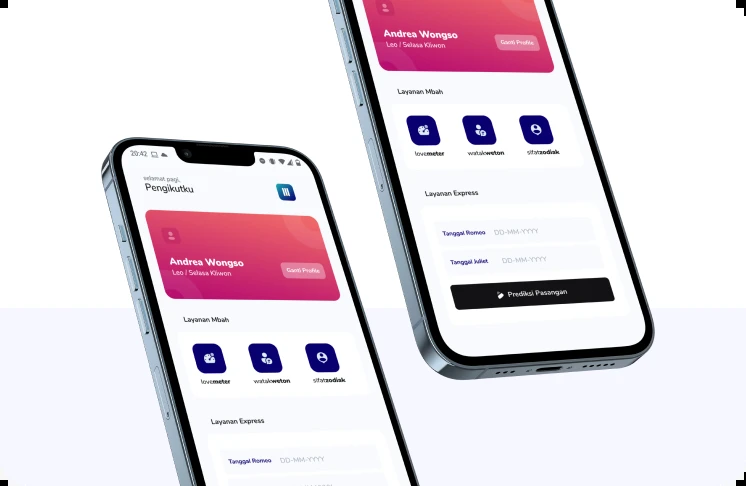 20:42
selamat pagi,
Pengikutku
Andrea Wongso
Leo / Selasa Kliwon
Ganti Profile
Layanan Mbah
lovemeter
watakweton
sifatzodiak
Layanan Express
Tanggal Romeo
DD-MM-YYYY
Andrea Wongso
Leo / Selasa Kliwon
Ganti Profile
Layanan Mbah
lovemeter
watakweton
sifatzodiak
Layanan Express
Tanggal Romeo
DD-MM-YYYY
Tanggal Juliet
DD-MM-YYYY
Prediksi Pasangan